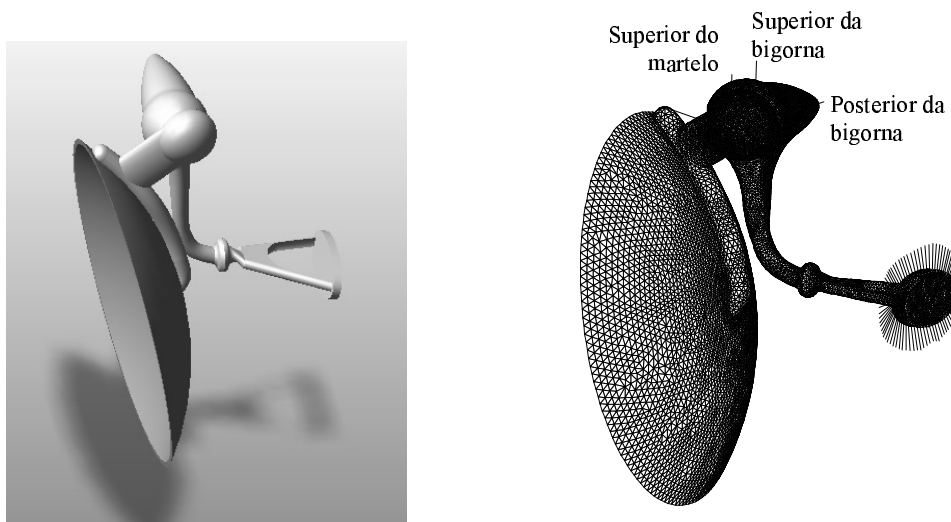 Superior do
martelo
Superior da
bigorna
Posterior da
bigorna